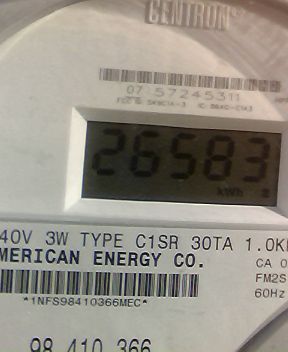 CENTRON®
07 57245311
26583
kWh
40V 3W TYPE C1SR 30TA 1.0K
MERICAN ENERGY CO.
CA 0
FM2S
60Hz
*1NFS98410366MEC*
98 410 366